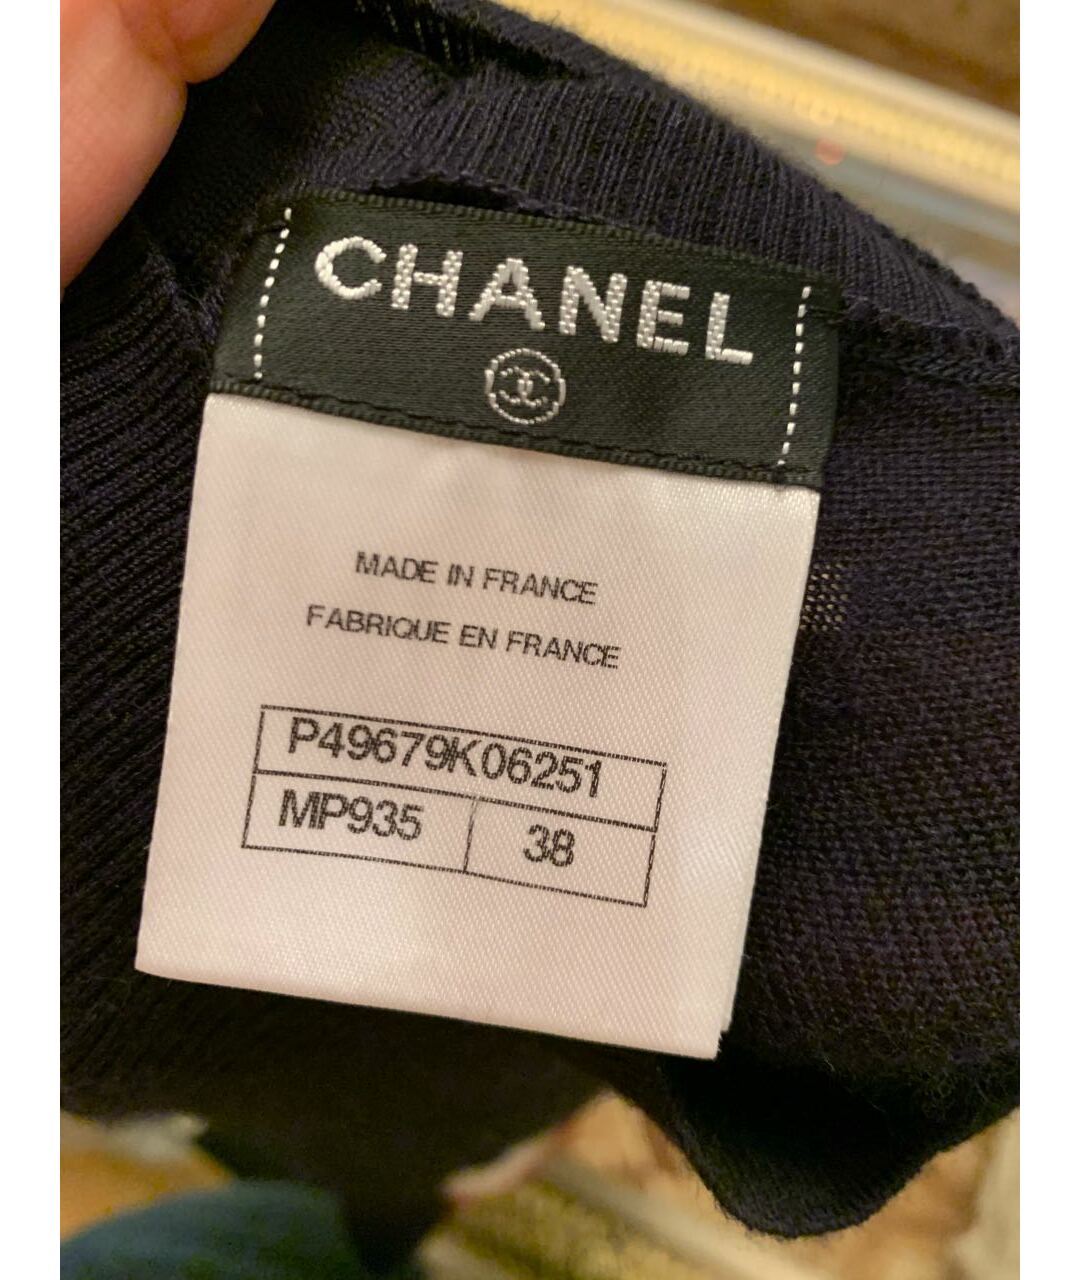 CHANEL
MADE IN FRANCE
FABRIQUE EN FRANCE
P49679K06251
MP935 38